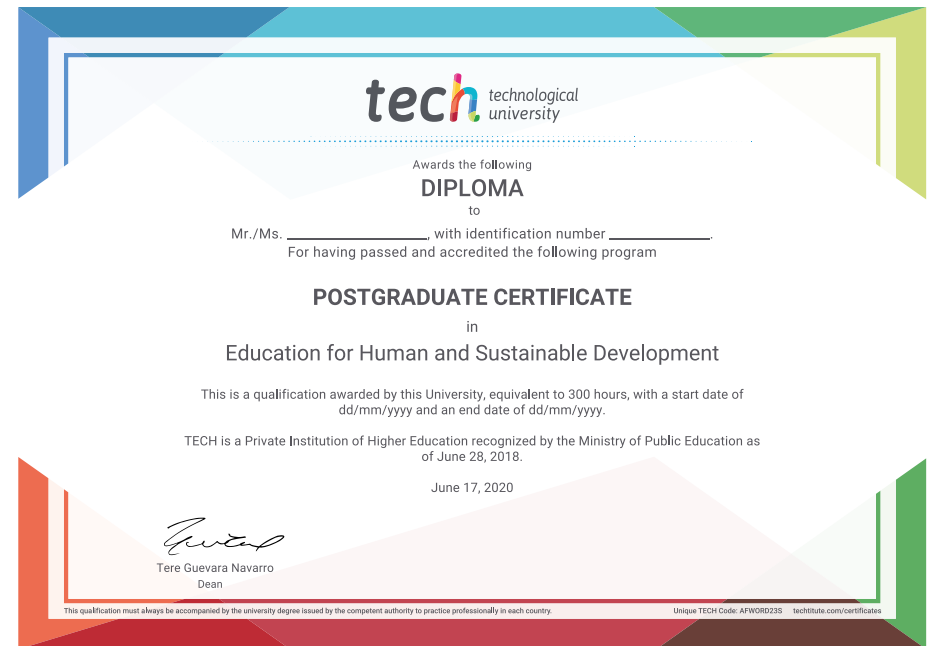 tech technological
university
Awards the following
DIPLOMA
to
Mr./Ms. ____________________, with identification number ______________.
For having passed and accredited the following program
POSTGRADUATE CERTIFICATE
in
Education for Human and Sustainable Development
This is a qualification awarded by this University, equivalent to 300 hours, with a start date of
dd/mm/yyyy and an end date of dd/mm/yyyy.
TECH is a Private Institution of Higher Education recognized by the Ministry of Public Education as
of June 28, 2018.
June 17, 2020
Tere Guevara Navarro
Dean
This qualification must always be accompanied by the university degree issued by the competent authority to practice professionally in each country. Unique TECH Code: AFWORD23S techtitute.com/certificates